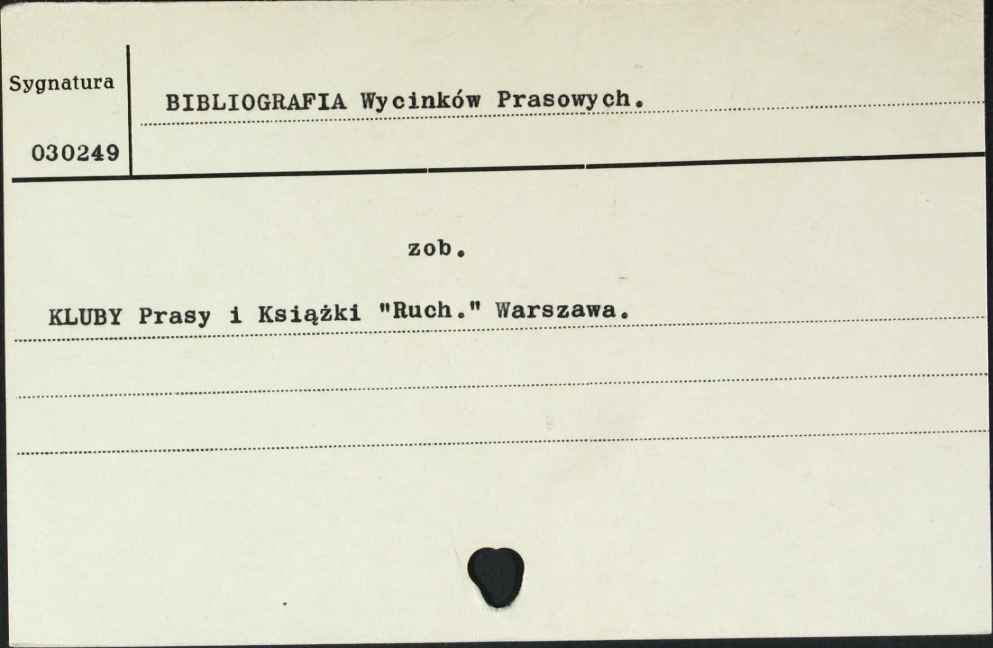 Sygnatura
BIBLIOGRAFIA Wycinków Prasowych.
030249
zob.
KLUBY Prasy i Książki "Ruch." Warszawa.